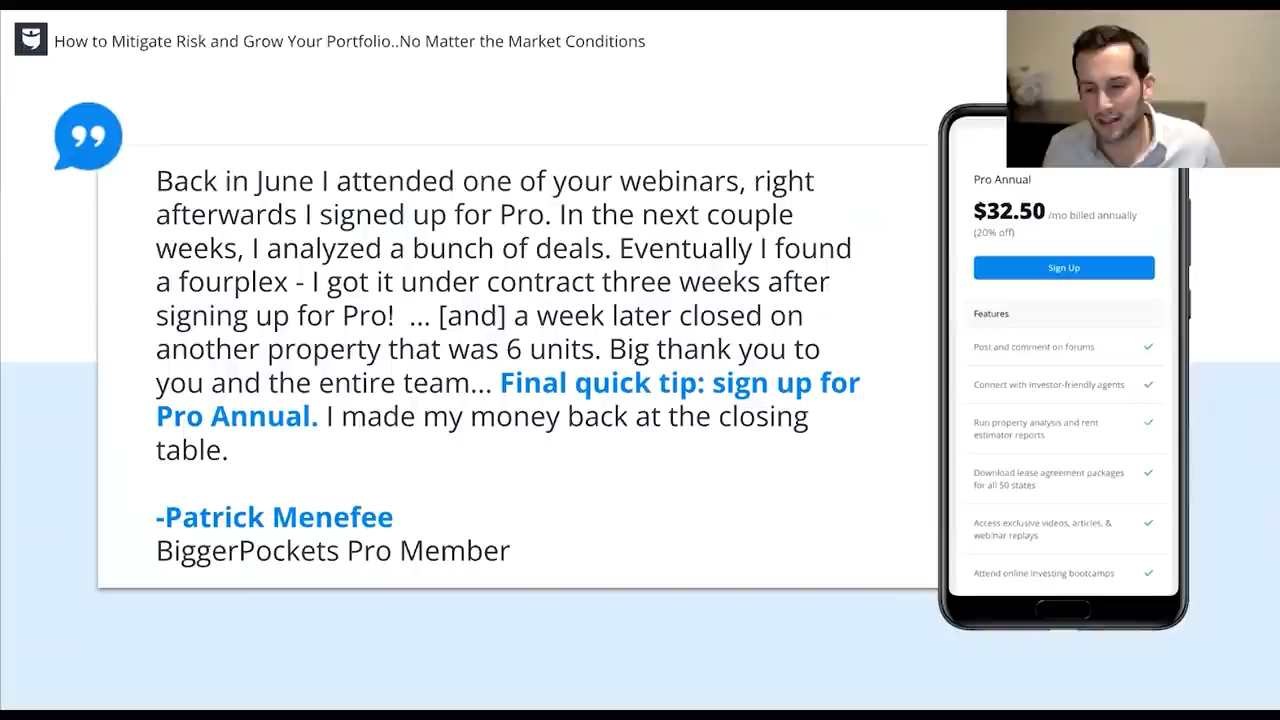 How to Mitigate Risk and Grow Your Portfolio..No Matter the Market Conditions
Back in June I attended one of your webinars, right
afterwards I signed up for Pro. In the next couple
weeks, I analyzed a bunch of deals. Eventually I found
a fourplex - I got it under contract three weeks after
signing up for Pro!  ... [and] a week later closed on
another property that was 6 units. Big thank you to
you and the entire team... Final quick tip: sign up for
Pro Annual. I made my money back at the closing
table.
-Patrick Menefee
BiggerPockets Pro Member
Pro Annual
$32.50 /mo billed annually
(20% off)
Sign Up
Features
Post and comment on forums
Connect with investor-friendly agents
Run property analysis and rent
estimator reports
Download lease agreement packages
for all 50 states
Access exclusive videos, articles, &
webinar replays
Attend online investing bootcamps